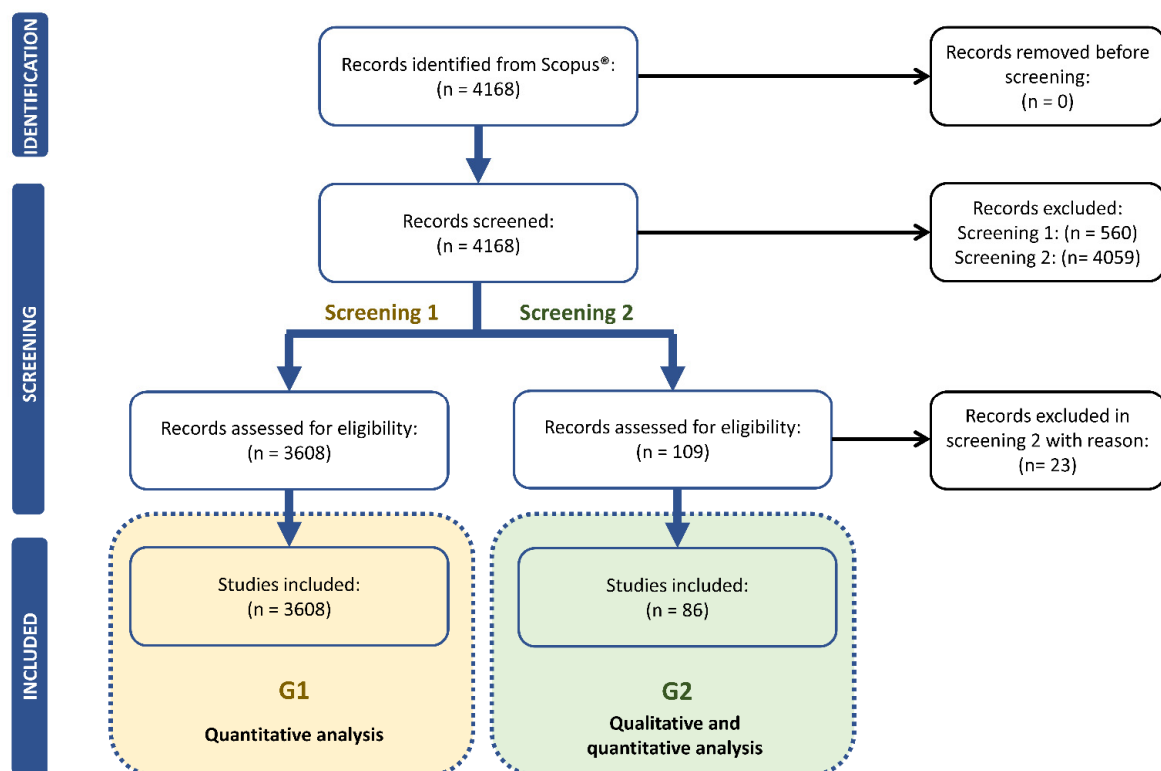 IDENTIFICATION
Records identified from Scopus®:
(n = 4168)
Records removed before
screening:
(n = 0)
SCREENING
Records screened:
(n = 4168)
Records excluded:
Screening 1: (n = 560)
Screening 2: (n= 4059)
Screening 1
Screening 2
Records assessed for eligibility:
(n = 3608)
Records assessed for eligibility:
(n = 109)
Records excluded in
screening 2 with reason:
(n= 23)
INCLUDED
Studies included:
(n = 3608)
Studies included:
(n = 86)
G1
Quantitative analysis
G2
Qualitative and
quantitative analysis